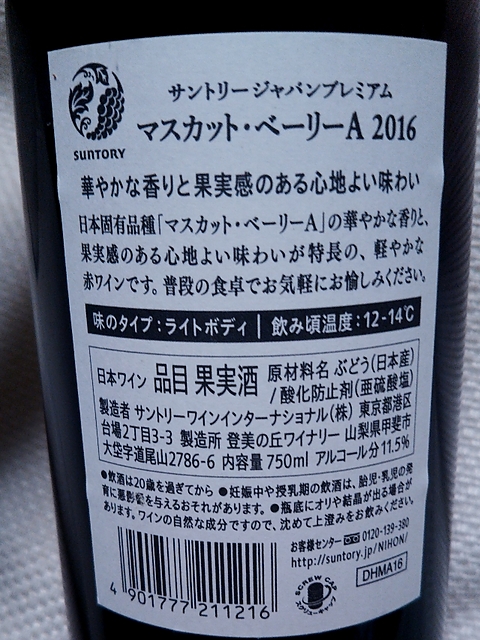 SUNTORY
サントリージャパンプレミアム
マスカット・ベーリーA 2016
華やかな香りと果実感のある心地よい味わい
日本固有品種「マスカット・ベーリーA」の華やかな香りと、
果実感のある心地よい味わいが特長の、軽やかな
赤ワインです。普段の食卓でお気軽にお愉しみください。
味のタイプ：ライトボディ | 飲み頃温度：12-14℃
日本ワイン 品目 果実酒 原材料名 ぶどう（日本産）
/ 酸化防止剤（亜硫酸塩）
製造者 サントリーワインインターナショナル（株） 東京都港区
台場2丁目3-3 製造所 登美の丘ワイナリー 山梨県甲斐市
大垈字道尾山2786-6 内容量 750ml アルコール分 11.5%
●飲酒は20歳を過ぎてから ●妊娠中や授乳期の飲酒は、胎児・乳児の発
育に悪影響を与えるおそれがあります。 ●瓶底にオリや結晶が出る場合が
あります。ワインの自然な成分ですので、沈めて上澄みをお飲みください。
お客様センター 0120-139-380
http://suntory.jp/NIHON/
DHMA16
SCREW CAP
スクリューキャップ
4 901777 211216